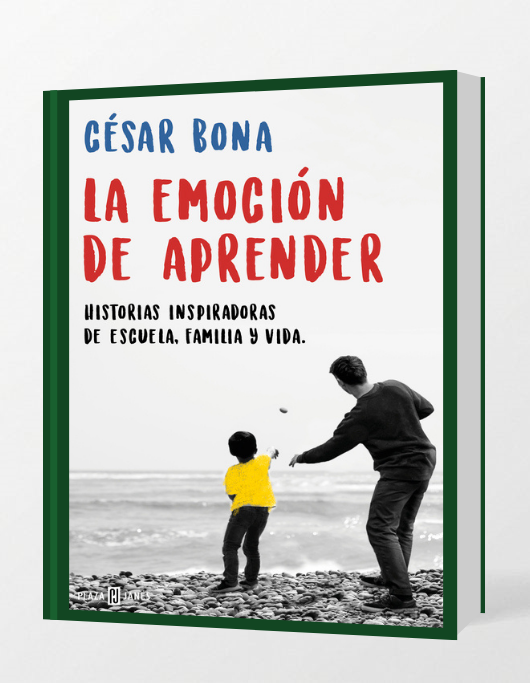 CÉSAR BONA
LA EMOCIÓN
DE APRENDER
HISTORIAS INSPIRADORAS
DE ESCUELA, FAMILIA Y VIDA.
PLAZA JANÉS